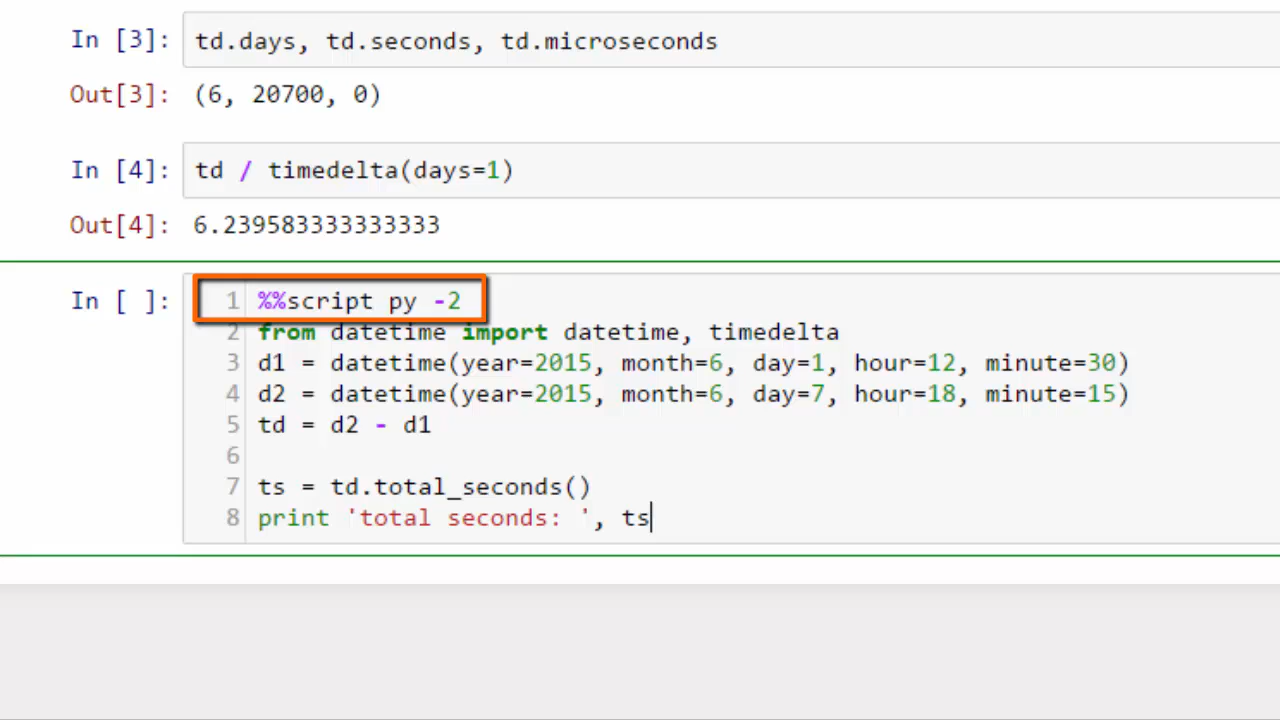 In [3]: td.days, td.seconds, td.microseconds
Out[3]: (6, 20700, 0)
In [4]: td / timedelta(days=1)
Out[4]: 6.239583333333333
In [ ]: 1 %%script py -2
2 from datetime import datetime, timedelta
3 d1 = datetime(year=2015, month=6, day=1, hour=12, minute=30)
4 d2 = datetime(year=2015, month=6, day=7, hour=18, minute=15)
5 td = d2 - d1
6
7 ts = td.total_seconds()
8 print 'total seconds: ', ts